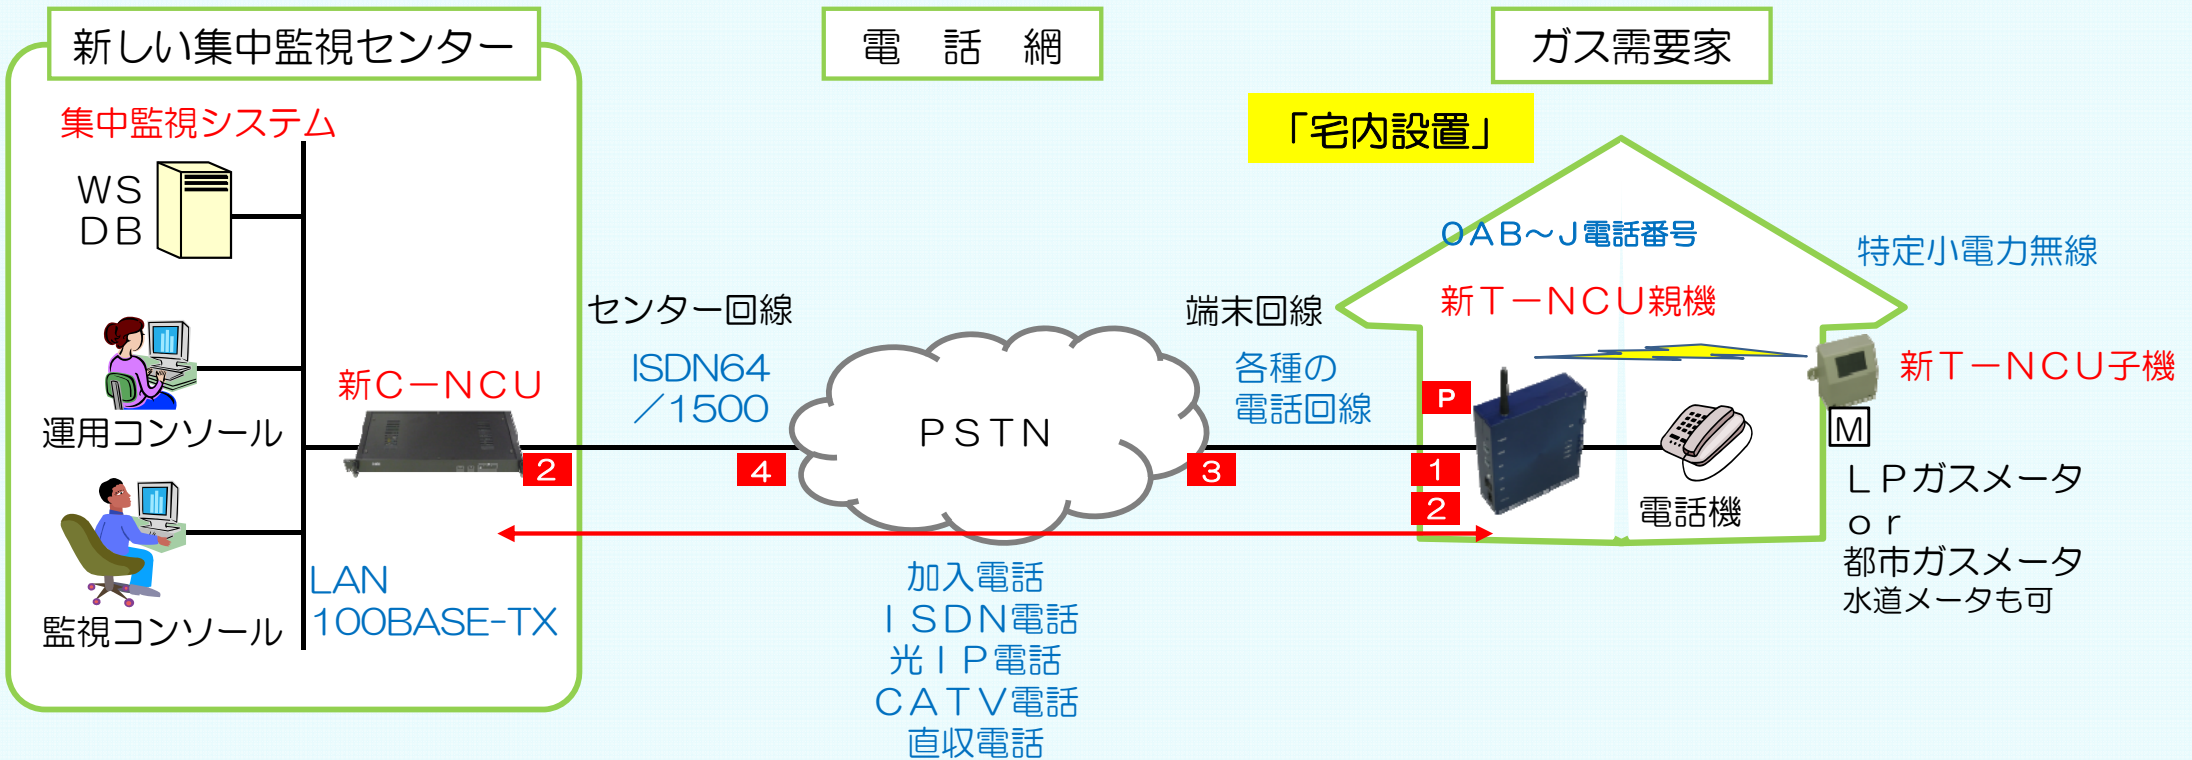 新しい集中監視センター
電　話　網
ガス需要家
集中監視システム
「宅内設置」
ＷＳ
ＤＢ
０ＡＢ～Ｊ電話番号
特定小電力無線
センター回線
端末回線
新Ｔ－ＮＣＵ親機
新Ｃ－ＮＣＵ
ISDN64
／1500
各種の
電話回線
新Ｔ－ＮＣＵ子機
P
運用コンソール
ＰＳＴＮ
M
2
4
3
1
2
電話機
ＬＰガスメータ
ｏｒ
都市ガスメータ
水道メータも可
LAN
100BASE-TX
監視コンソール
加入電話
ＩＳＤＮ電話
光ＩＰ電話
ＣＡＴＶ電話
直収電話